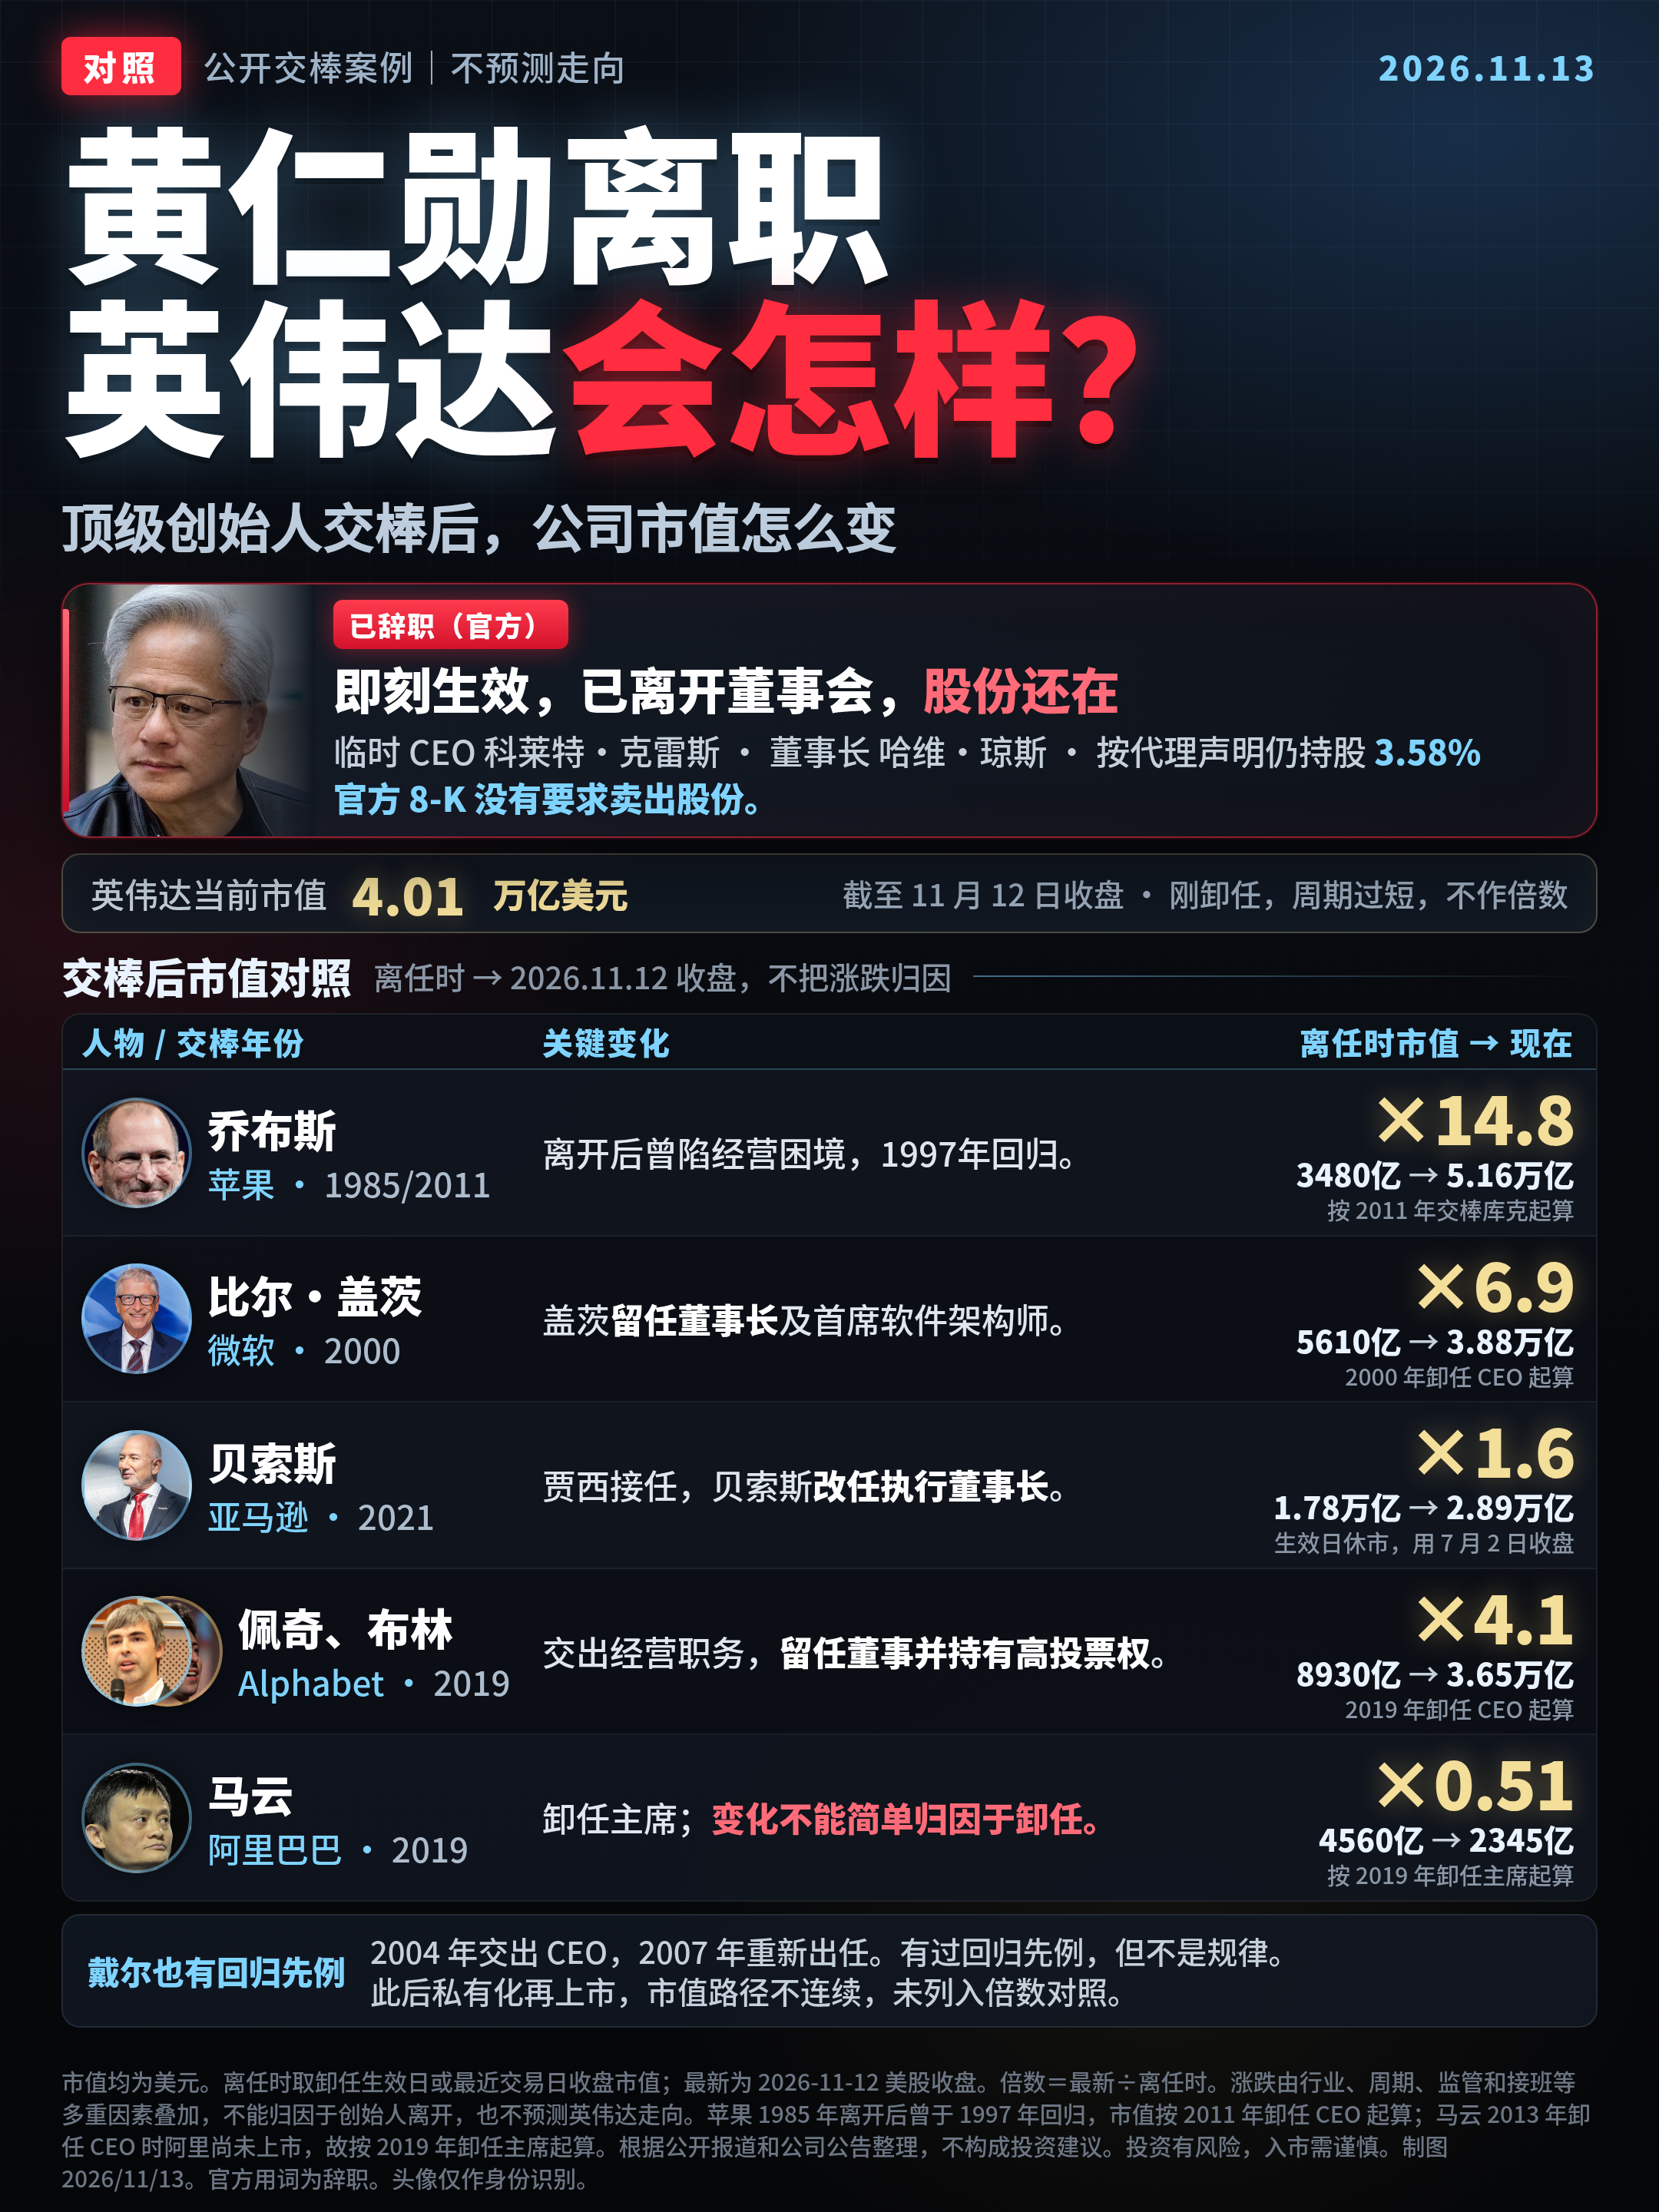 对照 公开交棒案例｜不预测走向 2026.11.13
黄仁勋离职
英伟达会怎样?
顶级创始人交棒后，公司市值怎么变
已辞职（官方）
即刻生效，已离开董事会，股份还在
临时 CEO 科莱特・克雷斯 ・ 董事长 哈维・琼斯 ・ 按代理声明仍持股 3.58%
官方 8-K 没有要求卖出股份。
英伟达当前市值 4.01 万亿美元 截至 11 月 12 日收盘 ・ 刚卸任，周期过短，不作倍数
交棒后市值对照 离任时 → 2026.11.12 收盘，不把涨跌归因
人物 / 交棒年份 关键变化 离任时市值 → 现在
乔布斯
苹果 ・ 1985/2011
离开后曾陷经营困境，1997年回归。
×14.8
3480亿 → 5.16万亿
按 2011 年交棒库克起算
比尔・盖茨
微软 ・ 2000
盖茨留任董事长及首席软件架构师。
×6.9
5610亿 → 3.88万亿
2000 年卸任 CEO 起算
贝索斯
亚马逊 ・ 2021
贾西接任，贝索斯改任执行董事长。
×1.6
1.78万亿 → 2.89万亿
生效日休市，用 7 月 2 日收盘
佩奇、布林
Alphabet ・ 2019
交出经营职务，留任董事并持有高投票权。
×4.1
8930亿 → 3.65万亿
2019 年卸任 CEO 起算
马云
阿里巴巴 ・ 2019
卸任主席；变化不能简单归因于卸任。
×0.51
4560亿 → 2345亿
按 2019 年卸任主席起算
戴尔也有回归先例
2004 年交出 CEO，2007 年重新出任。有过回归先例，但不是规律。
此后私有化再上市，市值路径不连续，未列入倍数对照。
市值均为美元。离任时取卸任生效日或最近交易日收盘市值；最新为 2026-11-12 美股收盘。倍数＝最新÷离任时。涨跌由行业、周期、监管和接班等
多重因素叠加，不能归因于创始人离开，也不预测英伟达走向。苹果 1985 年离开后曾于 1997 年回归，市值按 2011 年卸任 CEO 起算；马云 2013 年卸
任 CEO 时阿里尚未上市，故按 2019 年卸任主席起算。根据公开报道和公司公告整理，不构成投资建议。投资有风险，入市需谨慎。制图
2026/11/13。官方用词为辞职。头像仅作身份识别。